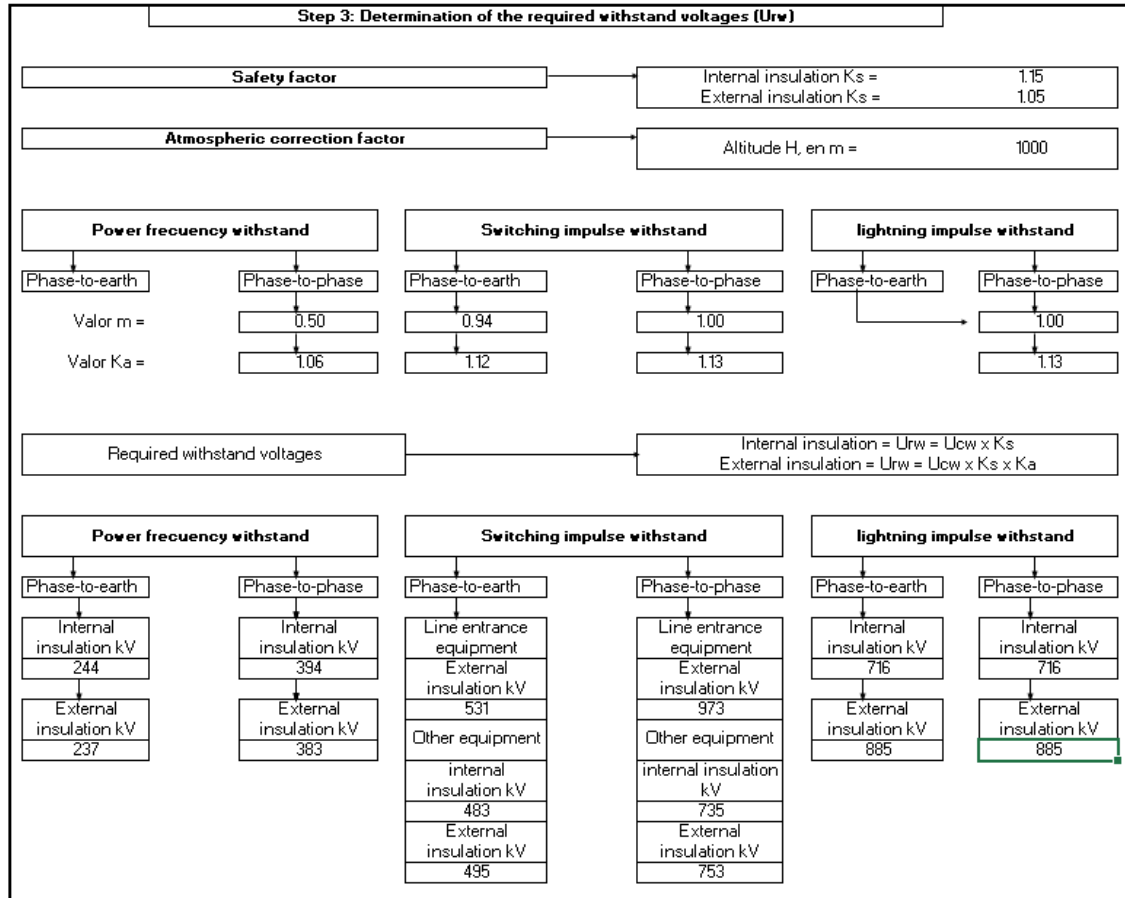 Step 3: Determination of the required withstand voltages (Urw)
Safety factor
Internal insulation Ks = 1.15
External insulation Ks = 1.05
Atmospheric correction factor
Altitude H, en m = 1000
Power frecuency withstand Switching impulse withstand lightning impulse withstand
Phase-to-earth Phase-to-phase Phase-to-earth Phase-to-phase Phase-to-earth Phase-to-phase
Valor m = 0.50 0.94 1.00 1.00
Valor Ka = 1.06 1.12 1.13 1.13
Required withstand voltages
Internal insulation = Urw = Ucw x Ks
External insulation = Urw = Ucw x Ks x Ka
Power frecuency withstand Switching impulse withstand lightning impulse withstand
Phase-to-earth Phase-to-phase Phase-to-earth Phase-to-phase Phase-to-earth Phase-to-phase
Internal
insulation kV
244
External
insulation kV
237
Internal
insulation kV
394
External
insulation kV
383
Line entrance
equipment
External
insulation kV
531
Other equipment
internal
insulation kV
483
External
insulation kV
495
Line entrance
equipment
External
insulation kV
973
Other equipment
internal insulation
kV
735
External
insulation kV
753
Internal
insulation kV
716
External
insulation kV
885
Internal
insulation kV
716
External
insulation kV
885